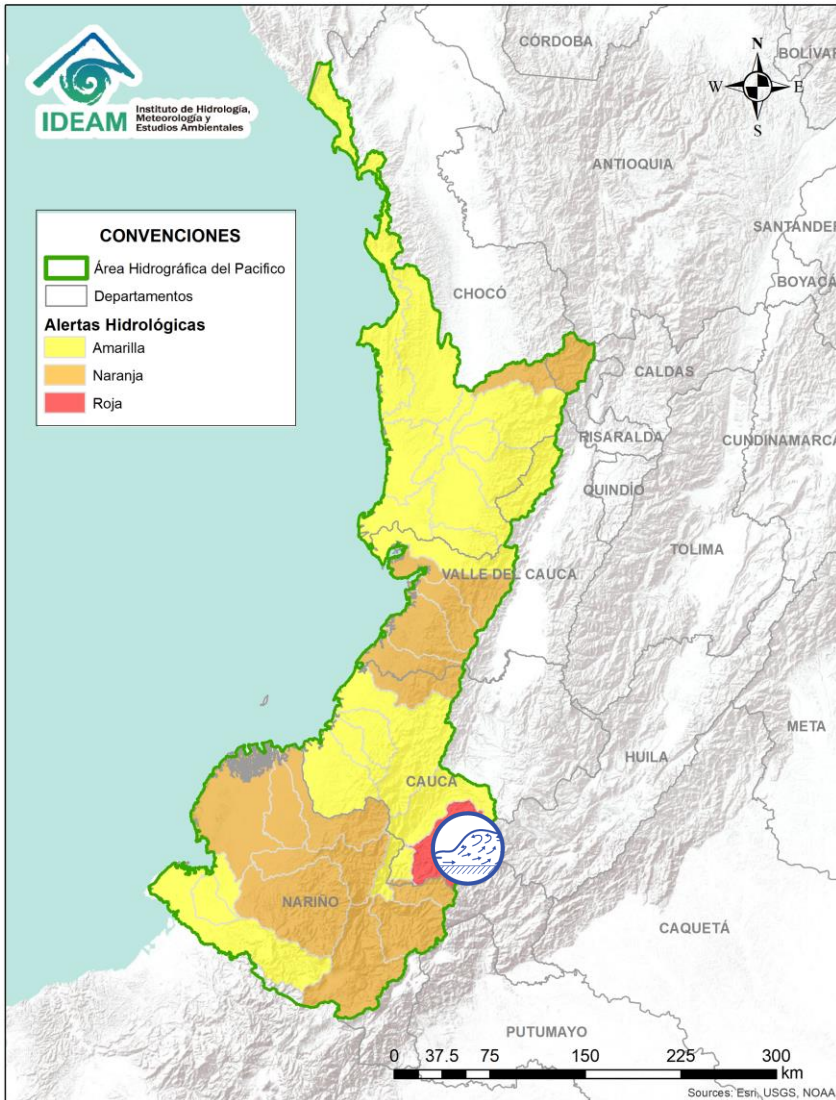 CÓRDOBA
BOLÍVAR
N
W
E
S
IDEAM
Instituto de Hidrología,
Meteorología y
Estudios Ambientales
ANTIOQUIA
SANTANDER
CONVENCIONES
Área Hidrográfica del Pacifico
Departamentos
Alertas Hidrológicas
Amarilla
Naranja
Roja
BOYACÁ
CHOCÓ
CALDAS
RISARALDA
CUNDINAMARCA
QUINDÍO
TOLIMA
VALLE DEL CAUCA
META
HUILA
CAUCA
NARIÑO
CAQUETÁ
PUTUMAYO
0 37.5 75 150 225 300
km
Sources: Esri, USGS, NOAA